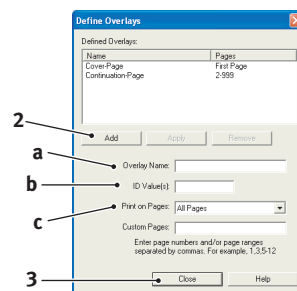 Define Overlays
Defined Overlays:
Name Pages
Cover-Page First Page
Continuation-Page 2-999
2
Add Apply Remove
a Overlay Name:
b ID Value(s):
c Print on Pages: All Pages
Custom Pages:
Enter page numbers and/or page ranges
separated by commas. For example, 1,3,5-12
3 Close Help